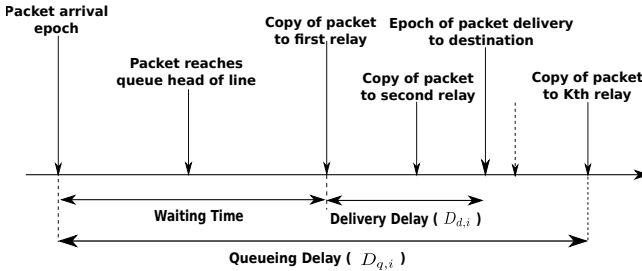 Packet arrival
epoch
Packet reaches
queue head of line
Copy of packet
to first relay
Epoch of packet delivery
to destination
Copy of packet
to second relay
Copy of packet
to Kth relay
Waiting Time
Delivery Delay ( D_{d,i} )
Queueing Delay ( D_{q,i} )